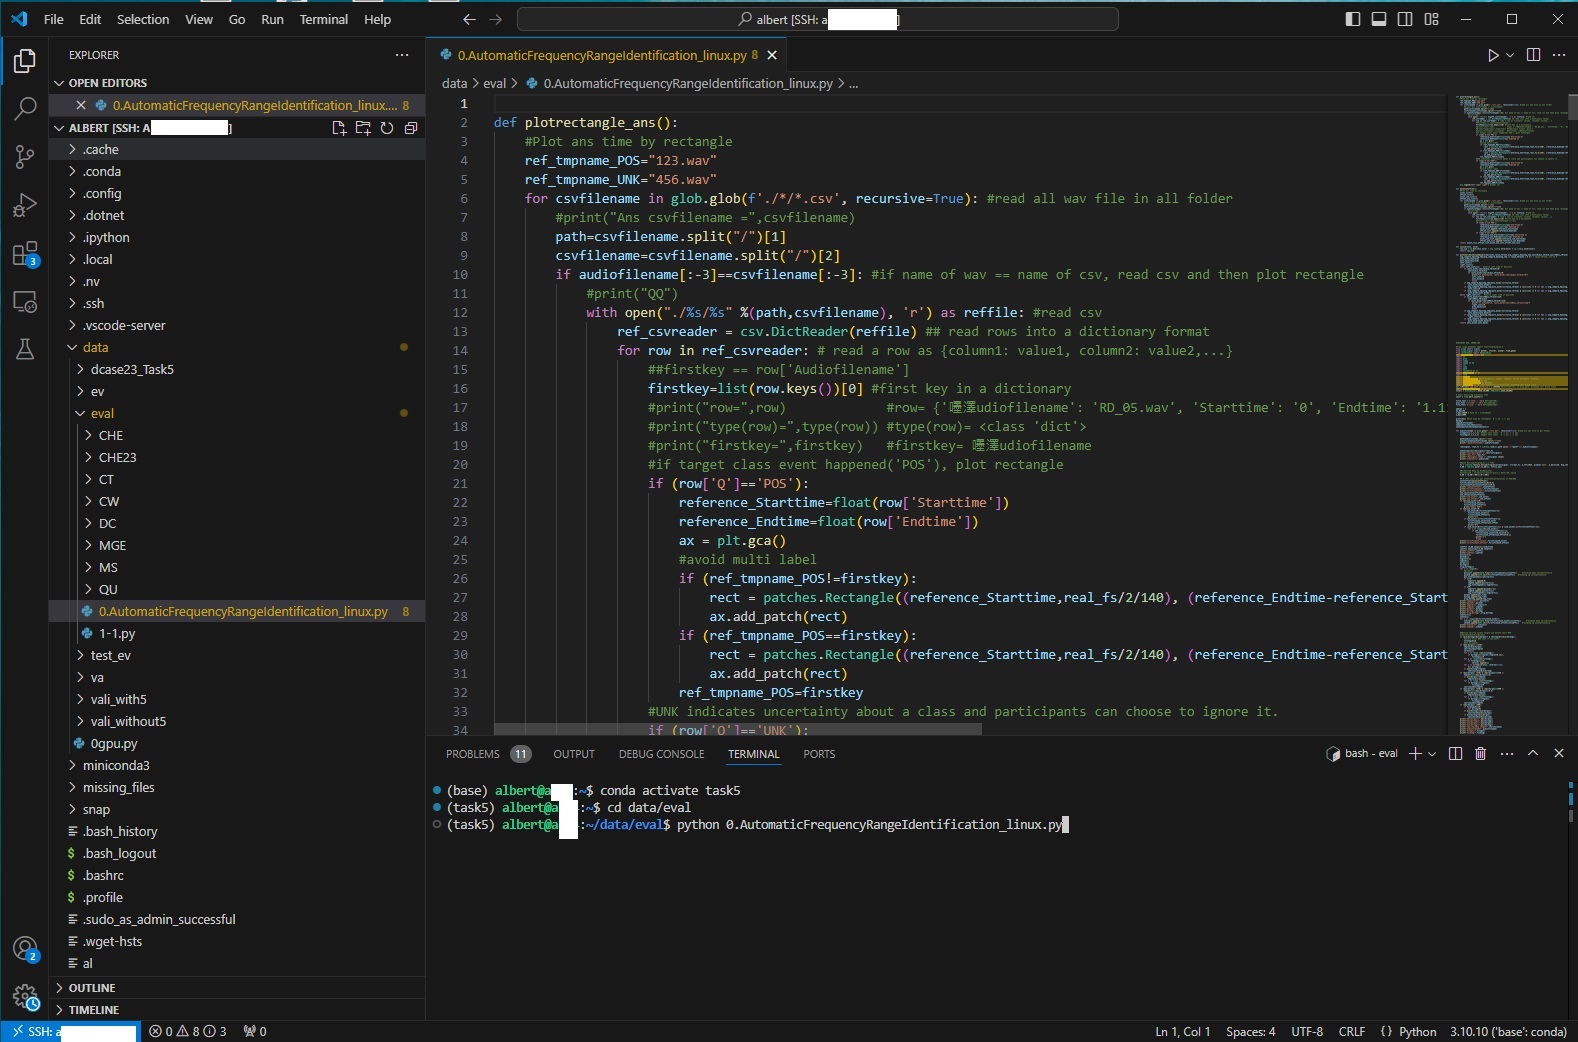 File Edit Selection View Go Run Terminal Help
albert [SSH: a ]
EXPLORER
OPEN EDITORS
0.AutomaticFrequencyRangeIdentification_linux.... 8
ALBERT [SSH: A ]
.cache
.conda
.config
.dotnet
.ipython
.local
.nv
.ssh
.vscode-server
data
dcase23_Task5
ev
eval
CHE
CHE23
CT
CW
DC
MGE
MS
QU
0.AutomaticFrequencyRangeIdentification_linux.py 8
1-1.py
test_ev
va
vali_with5
vali_without5
0gpu.py
miniconda3
missing_files
snap
.bash_history
.bash_logout
$ .bashrc
$ .profile
.sudo_as_admin_successful
.wget-hsts
al
OUTLINE
TIMELINE
3
2
0.AutomaticFrequencyRangeIdentification_linux.py 8
data > eval > 0.AutomaticFrequencyRangeIdentification_linux.py > ...
1
2 def plotrectangle_ans():
3 #Plot ans time by rectangle
4 ref_tmpname_POS="123.wav"
5 ref_tmpname_UNK="456.wav"
6 for csvfilename in glob.glob(f'./*/*.csv', recursive=True): #read all wav file in all folder
7 #print("Ans csvfilename =",csvfilename)
8 path=csvfilename.split("/")[1]
9 csvfilename=csvfilename.split("/")[2]
10 if audiofilename[:-3]==csvfilename[:-3]: #if name of wav == name of csv, read csv and then plot rectangle
11 #print("QQ")
12 with open("./%s/%s" %(path,csvfilename), 'r') as reffile: #read csv
13 ref_csvreader = csv.DictReader(reffile) ## read rows into a dictionary format
14 for row in ref_csvreader: # read a row as {column1: value1, column2: value2,...}
15 ##firstkey == row['Audiofilename']
16 firstkey=list(row.keys())[0] #first key in a dictionary
17 #print("row=",row) #row= {'嚜澤udiofilename': 'RD_05.wav', 'Starttime': '0', 'Endtime': '1.1
18 #print("type(row)=",type(row)) #type(row)= <class 'dict'>
19 #print("firstkey=",firstkey) #firstkey= 嚜澤udiofilename
20 #if target class event happened('POS'), plot rectangle
21 if (row['Q']=='POS'):
22 reference_Starttime=float(row['Starttime'])
23 reference_Endtime=float(row['Endtime'])
24 ax = plt.gca()
25 #avoid multi label
26 if (ref_tmpname_POS!=firstkey):
27 rect = patches.Rectangle((reference_Starttime,real_fs/2/140), (reference_Endtime-reference_Start
28 ax.add_patch(rect)
29 if (ref_tmpname_POS==firstkey):
30 rect = patches.Rectangle((reference_Starttime,real_fs/2/140), (reference_Endtime-reference_Start
31 ax.add_patch(rect)
32 ref_tmpname_POS=firstkey
33 #UNK indicates uncertainty about a class and participants can choose to ignore it.
34 if (row['Q']=='UNK'):
PROBLEMS 11 OUTPUT DEBUG CONSOLE TERMINAL PORTS
bash - eval
(base) albert@a :~$ conda activate task5
(task5) albert@a :~$ cd data/eval
(task5) albert@a :~/data/eval$ python 0.AutomaticFrequencyRangeIdentification_linux.py
SSH: a 0 8 3 0
Ln 1, Col 1 Spaces: 4 UTF-8 CRLF {} Python 3.10.10 ('base': conda)